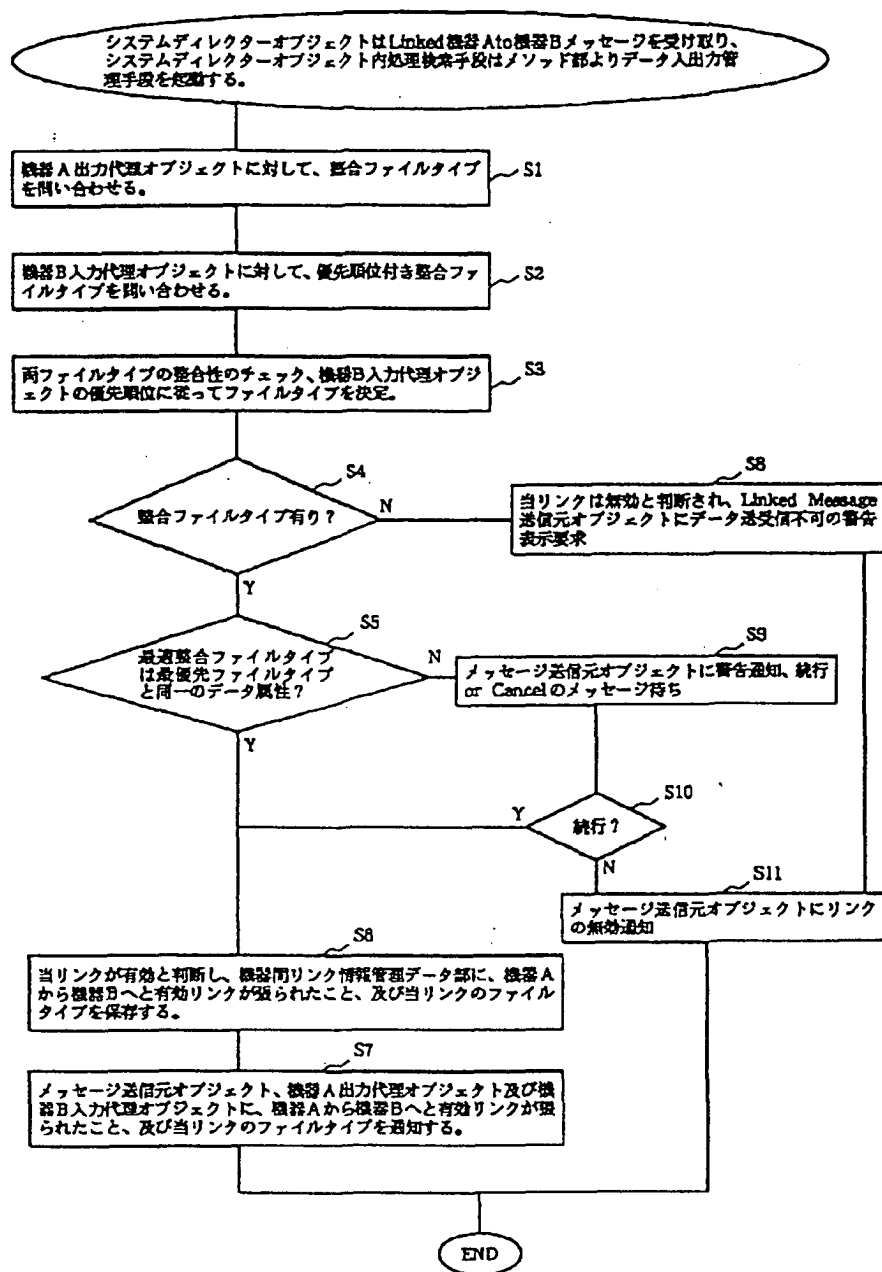 システムディレクターオブジェクトはLinked機器Ato機器Bメッセージを受け取り、
システムディレクターオブジェクト内処理検索手段はメソッド部よりデータ入出力管
理手段を起動する。
機器A出力代理オブジェクトに対して、整合ファイルタイプ
を問い合わせる。
S1
機器B入力代理オブジェクトに対して、優先順位付き整合ファ
イルタイプを問い合わせる。
S2
両ファイルタイプの整合性のチェック、機器B入力代理オブジ
ェクトの優先順位に従ってファイルタイプを決定。
S3
S4
整合ファイルタイプ有り？
N
Y
S8
当リンクは無効と判断され、Linked Message
送信元オブジェクトにデータ送受信不可の警告
表示要求
S5
最適整合ファイルタイプ
は最優先ファイルタイプ
と同一のデータ属性？
N
Y
S9
メッセージ送信元オブジェクトに警告通知、続行
or Cancelのメッセージ待ち
S10
続行？
Y
N
S11
メッセージ送信元オブジェクトにリンク
の無効通知
S6
当リンクが有効と判断し、機器間リンク情報管理データ部に、機器A
から機器Bへと有効リンクが張られたこと、及び当リンクのファイル
タイプを保存する。
S7
メッセージ送信元オブジェクト、機器A出力代理オブジェクト及び機
器B入力代理オブジェクトに、機器Aから機器Bへと有効リンクが張
られたこと、及び当リンクのファイルタイプを通知する。
END